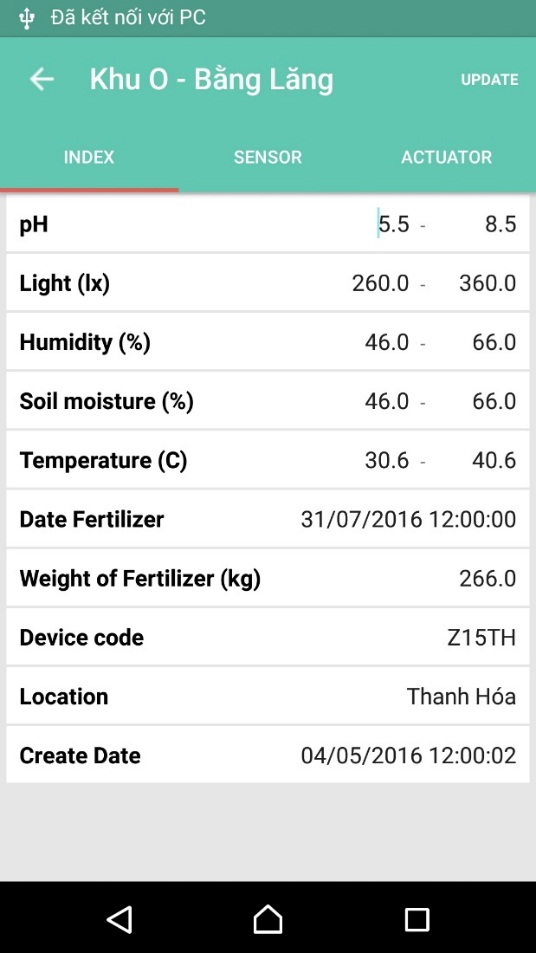 Đã kết nối với PC
Khu O - Bằng Lăng UPDATE
INDEX SENSOR ACTUATOR
pH 5.5 - 8.5
Light (lx) 260.0 - 360.0
Humidity (%) 46.0 - 66.0
Soil moisture (%) 46.0 - 66.0
Temperature (C) 30.6 - 40.6
Date Fertilizer 31/07/2016 12:00:00
Weight of Fertilizer (kg) 266.0
Device code Z15TH
Location Thanh Hóa
Create Date 04/05/2016 12:00:02